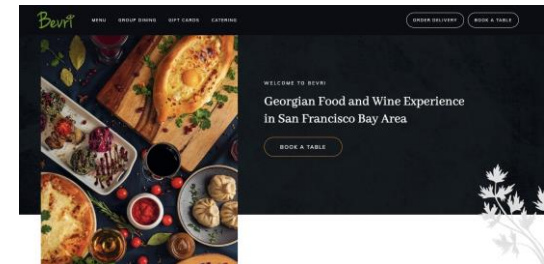 Bevri
MENU GROUP DINING GIFT CARDS CATERING
ORDER DELIVERY BOOK A TABLE
WELCOME TO BEVRI
Georgian Food and Wine Experience
in San Francisco Bay Area
BOOK A TABLE